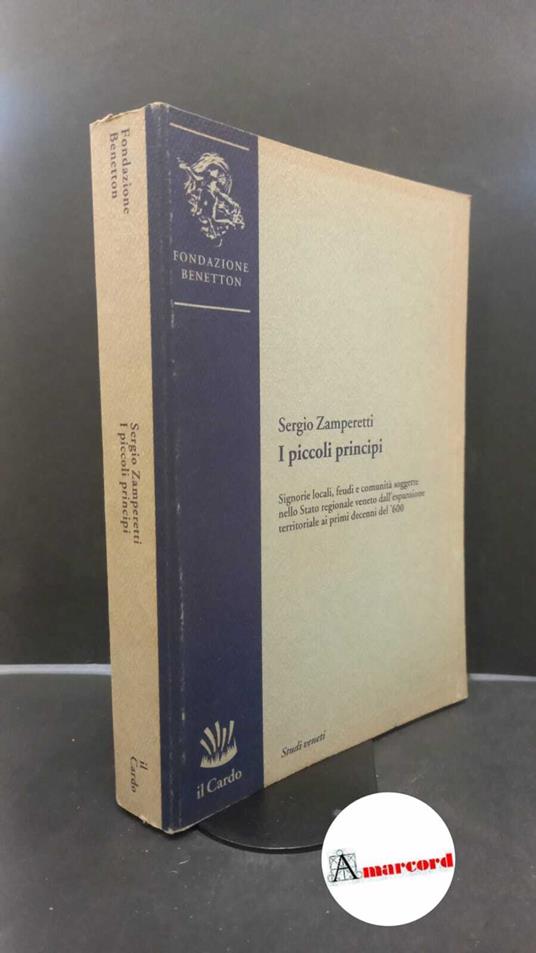 Fondazione
Benetton
Sergio Zamperetti
I piccoli principi
il
Cardo
FONDAZIONE
BENETTON
Sergio Zamperetti
I piccoli principi
Signorie locali, feudi e comunità soggette
nello Stato regionale veneto dall'espansione
territoriale ai primi decenni del '600
Studi veneti
il Cardo
Amarcord